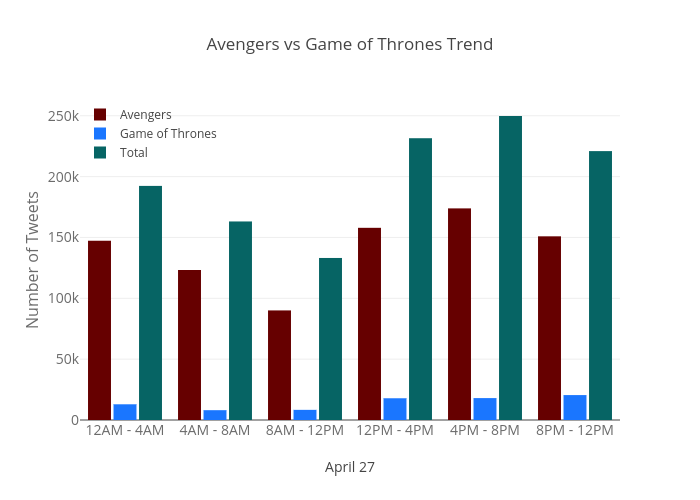 Avengers vs Game of Thrones Trend
Avengers
Game of Thrones
Total
Number of Tweets
250k
200k
150k
100k
50k
0
12AM - 4AM 4AM - 8AM 8AM - 12PM 12PM - 4PM 4PM - 8PM 8PM - 12PM
April 27